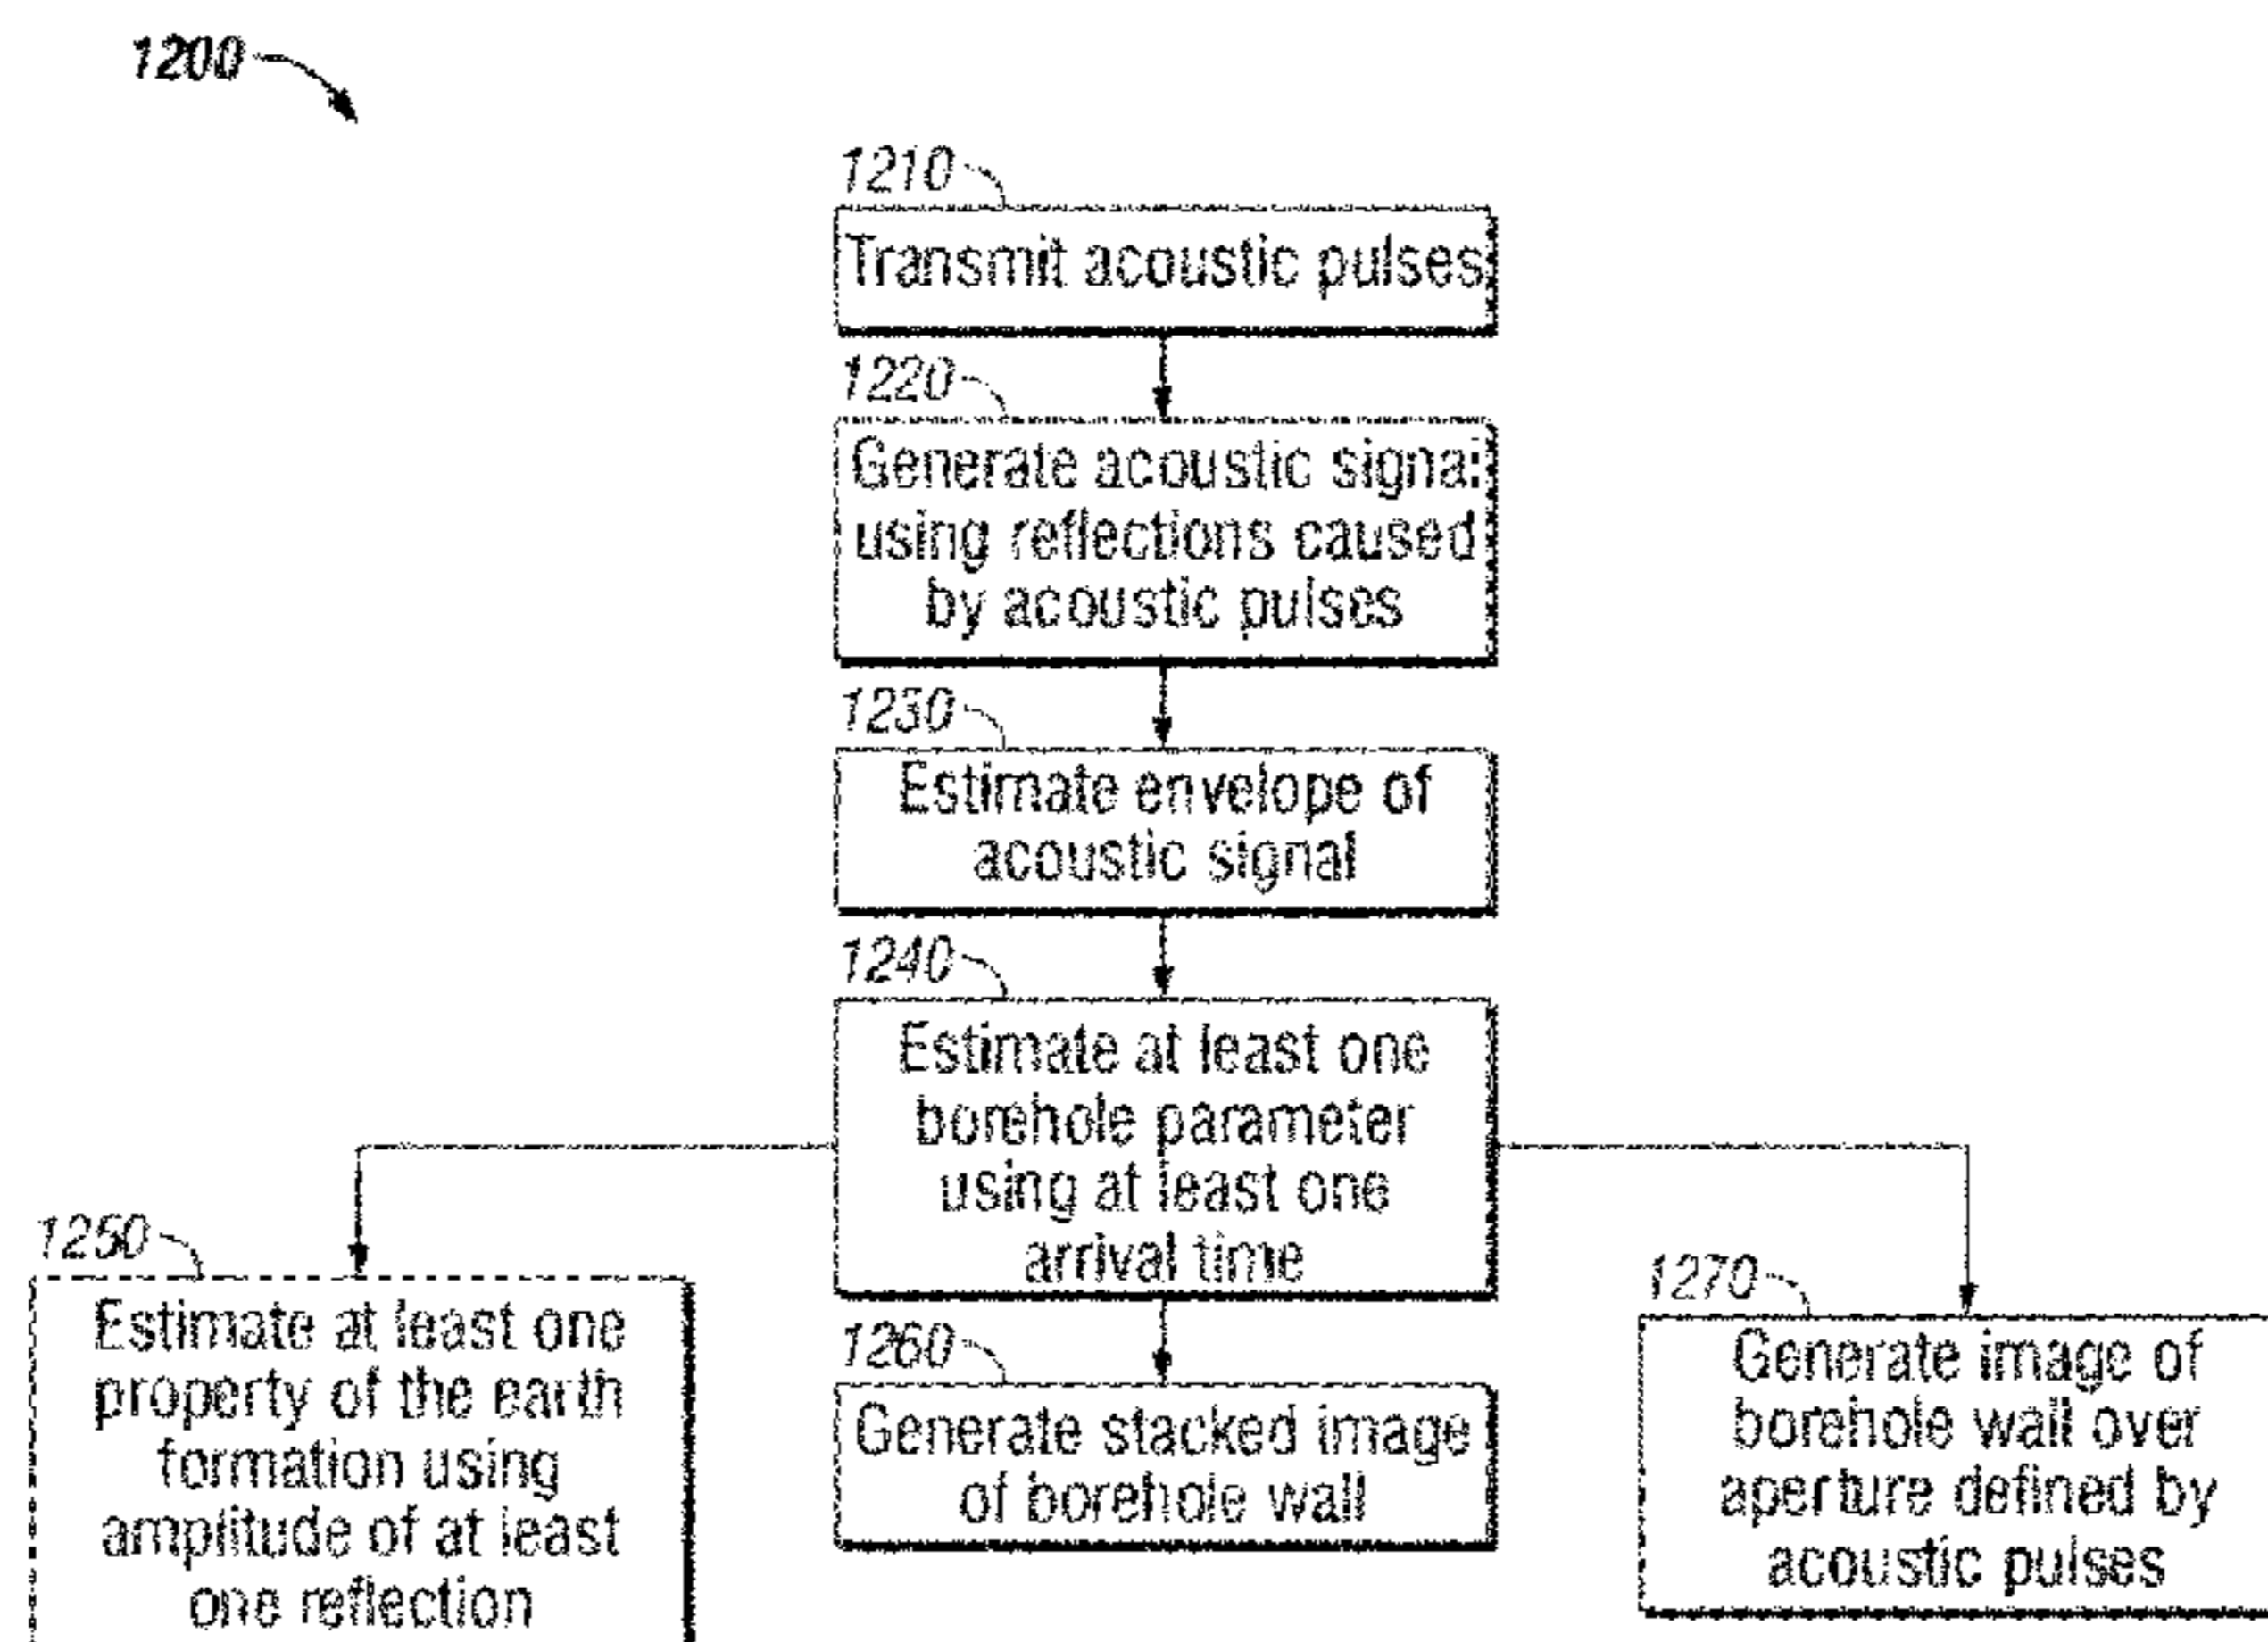 1200
1210
Transmit acoustic pulses
1220
Generate acoustic signal
using reflections caused
by acoustic pulses
1230
Estimate envelope of
acoustic signal
1240
Estimate at least one
borehole parameter
using at least one
arrival time
1250
Estimate at least one
property of the earth
formation using
amplitude of at least
one reflection
1260
Generate stacked image
of borehole wall
1270
Generate image of
borehole wall over
aperture defined by
acoustic pulses